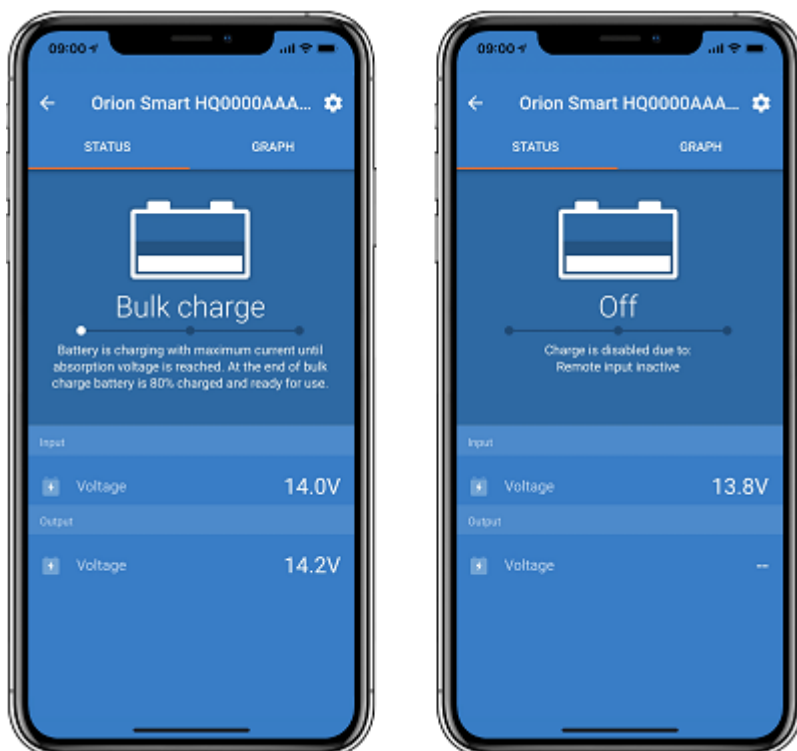 09:00
Orion Smart HQ0000AAA...
STATUS GRAPH
Bulk charge
Battery is charging with maximum current until
absorption voltage is reached. At the end of bulk
charge battery is 80% charged and ready for use.
Input
Voltage 14.0V
Output
Voltage 14.2V
09:00
Orion Smart HQ0000AAA...
STATUS GRAPH
Off
Charge is disabled due to:
Remote input inactive
Input
Voltage 13.8V
Output
Voltage --